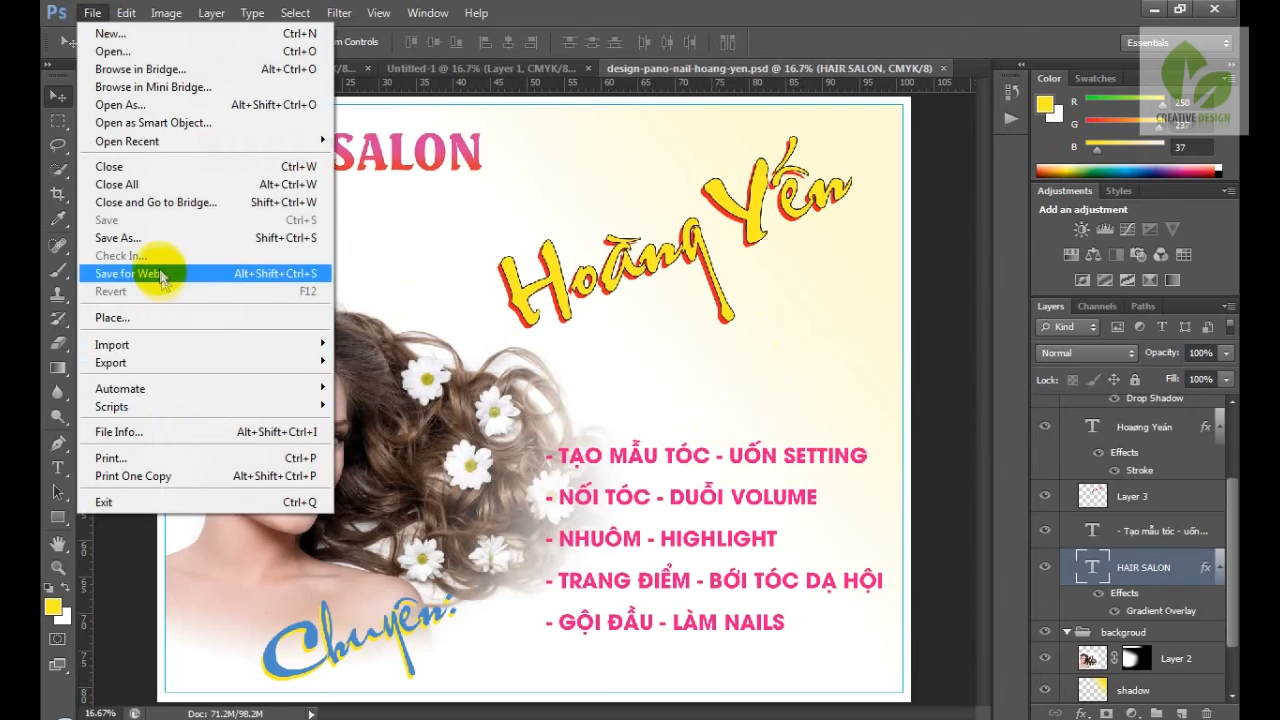 Ps File Edit Image Layer Type Select Filter View Window Help
New... Ctrl+N
Open... Ctrl+O
Browse in Bridge... Alt+Ctrl+O
Browse in Mini Bridge...
Open As... Alt+Shift+Ctrl+O
Open as Smart Object...
Open Recent
Close Ctrl+W
Close All Alt+Ctrl+W
Close and Go to Bridge... Shift+Ctrl+W
Save Ctrl+S
Save As... Shift+Ctrl+S
Check In...
Save for Web Alt+Shift+Ctrl+S
Revert F12
Place...
Import
Export
Automate
Scripts
File Info... Alt+Shift+Ctrl+I
Print... Ctrl+P
Print One Copy Alt+Shift+Ctrl+P
Exit Ctrl+Q
Controls
Essentials
Untitled-1 @ 16.7% (Layer 1, CMYK/8)
design-pano-nail-hoang-yen.psd @ 16.7% (HAIR SALON, CMYK/8)
25 30 35 40 45 50 55 60 65 70 75 80 85 90 95 100 105
SALON
Hoàng Yến
- TẠO MẪU TÓC - UỐN SETTING
- NỐI TÓC - DUỖI VOLUME
- NHUÔM - HIGHLIGHT
- TRANG ĐIỂM - BỚI TÓC DẠ HỘI
- GỘI ĐẦU - LÀM NAILS
Chuyên:
60
65
70
75
80
16.67% Doc: 71.2M/98.2M
Color Swatches
R 250
G 237
B 37
CREATIVE DESIGN
Adjustments Styles
Add an adjustment
Layers Channels Paths
Kind
Normal Opacity: 100%
Lock: Fill: 100%
Drop Shadow
Hoaøng Yeán fx
Effects
Stroke
Layer 3
- Tạo mẫu tóc - uốn...
HAIR SALON fx
Effects
Gradient Overlay
backgroud
Layer 2
shadow